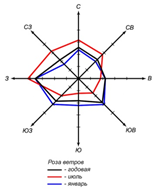 С
СЗ СВ
З В
ЮЗ ЮВ
Ю
Роза ветров
- годовая
- июль
- январь